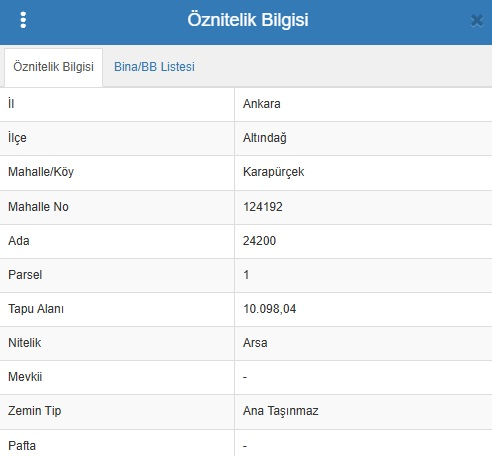 Öznitelik Bilgisi
Öznitelik Bilgisi Bina/BB Listesi
İl Ankara
İlçe Altındağ
Mahalle/Köy Karapürçek
Mahalle No 124192
Ada 24200
Parsel 1
Tapu Alanı 10.098,04
Nitelik Arsa
Mevkii -
Zemin Tip Ana Taşınmaz
Pafta -